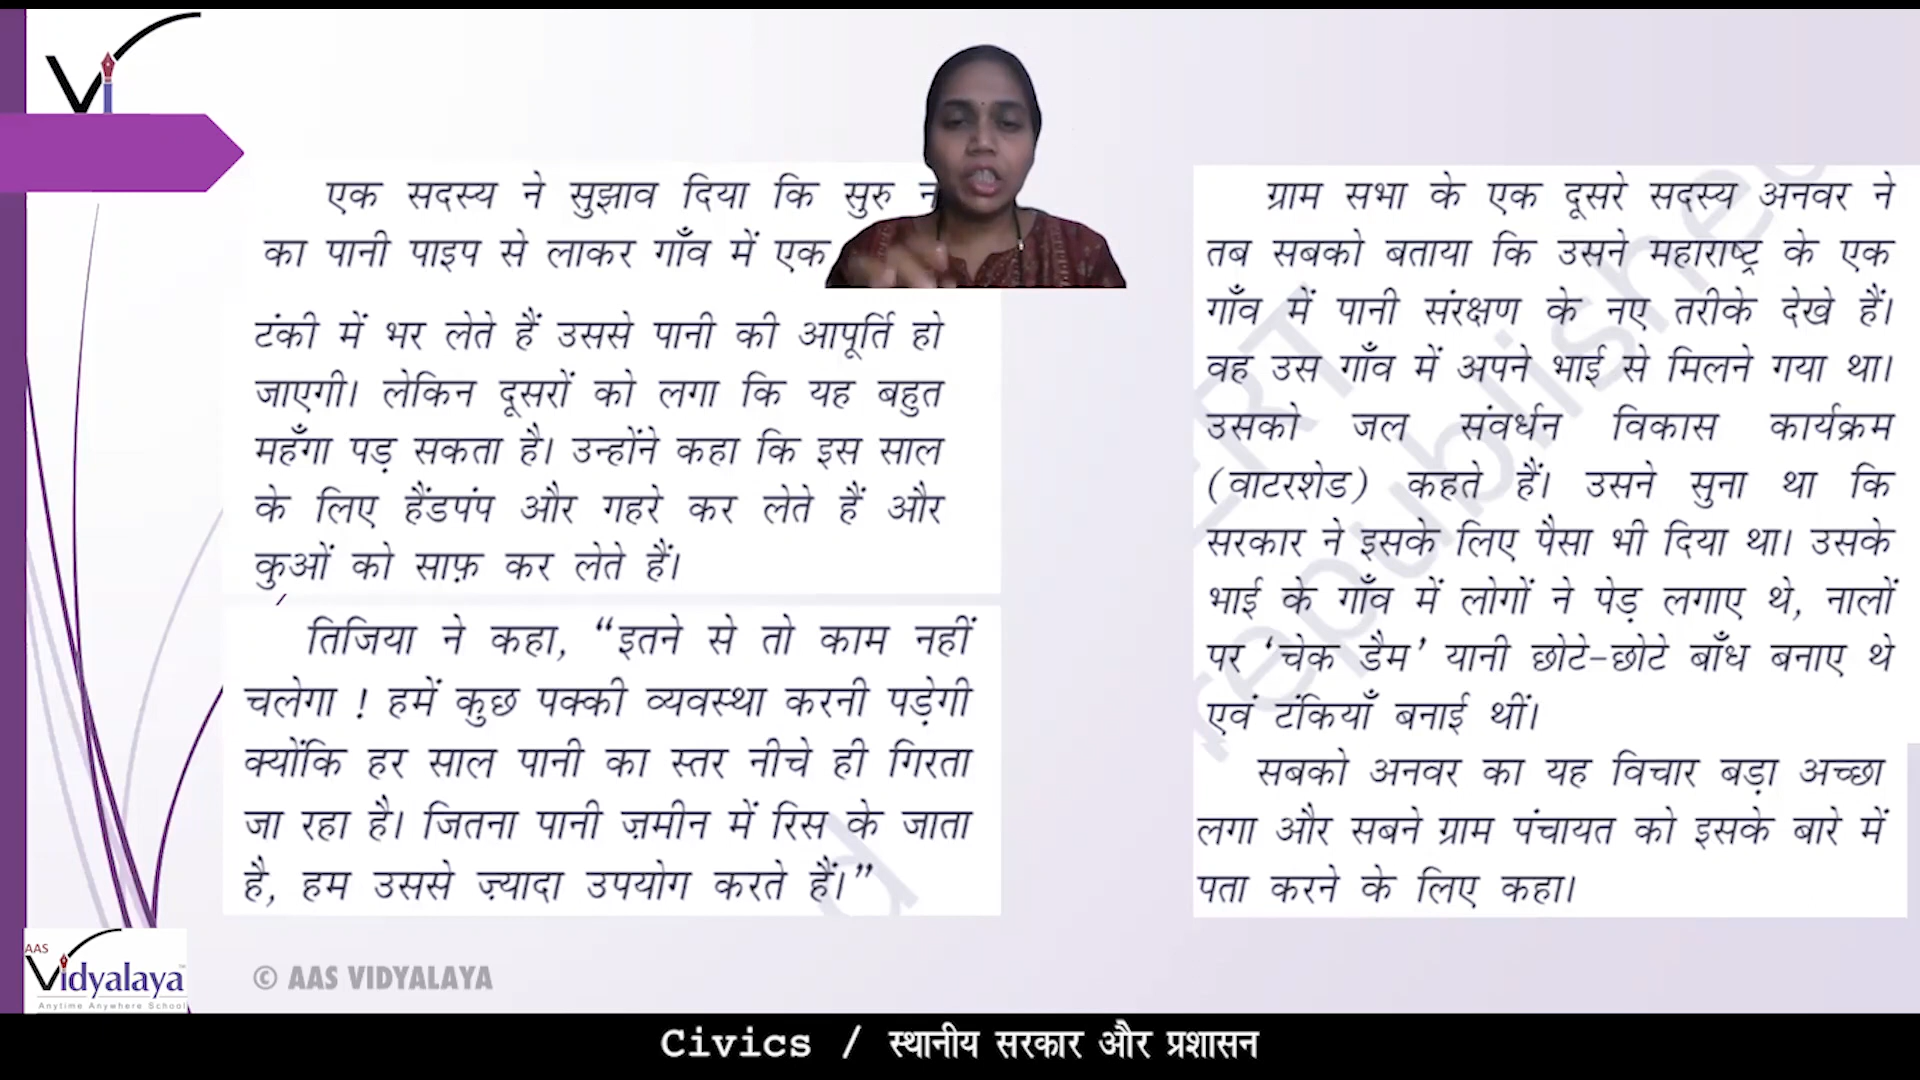 एक सदस्य ने सुझाव दिया कि सुरु
का पानी पाइप से लाकर गाँव में एक
टंकी में भर लेते हैं उससे पानी की आपूर्ति हो
जाएगी। लेकिन दूसरों को लगा कि यह बहुत
महँगा पड़ सकता है। उन्होंने कहा कि इस साल
के लिए हैंडपंप और गहरे कर लेते हैं और
कुओं को साफ़ कर लेते हैं।
तिजिया ने कहा, “इतने से तो काम नहीं
चलेगा ! हमें कुछ पक्की व्यवस्था करनी पड़ेगी
क्योंकि हर साल पानी का स्तर नीचे ही गिरता
जा रहा है। जितना पानी ज़मीन में रिस के जाता
है, हम उससे ज़्यादा उपयोग करते हैं।”
ग्राम सभा के एक दूसरे सदस्य अनवर ने
तब सबको बताया कि उसने महाराष्ट्र के एक
गाँव में पानी संरक्षण के नए तरीके देखे हैं।
वह उस गाँव में अपने भाई से मिलने गया था।
उसको जल संवर्धन विकास कार्यक्रम
(वाटरशेड) कहते हैं। उसने सुना था कि
सरकार ने इसके लिए पैसा भी दिया था। उसके
भाई के गाँव में लोगों ने पेड़ लगाए थे, नालों
पर ‘चेक डैम’ यानी छोटे-छोटे बाँध बनाए थे
एवं टंकियाँ बनाई थीं।
सबको अनवर का यह विचार बड़ा अच्छा
लगा और सबने ग्राम पंचायत को इसके बारे में
पता करने के लिए कहा।
republished
AAS
Vidyalaya
Anytime Anywhere School
© AAS VIDYALAYA
Civics / स्थानीय सरकार और प्रशासन